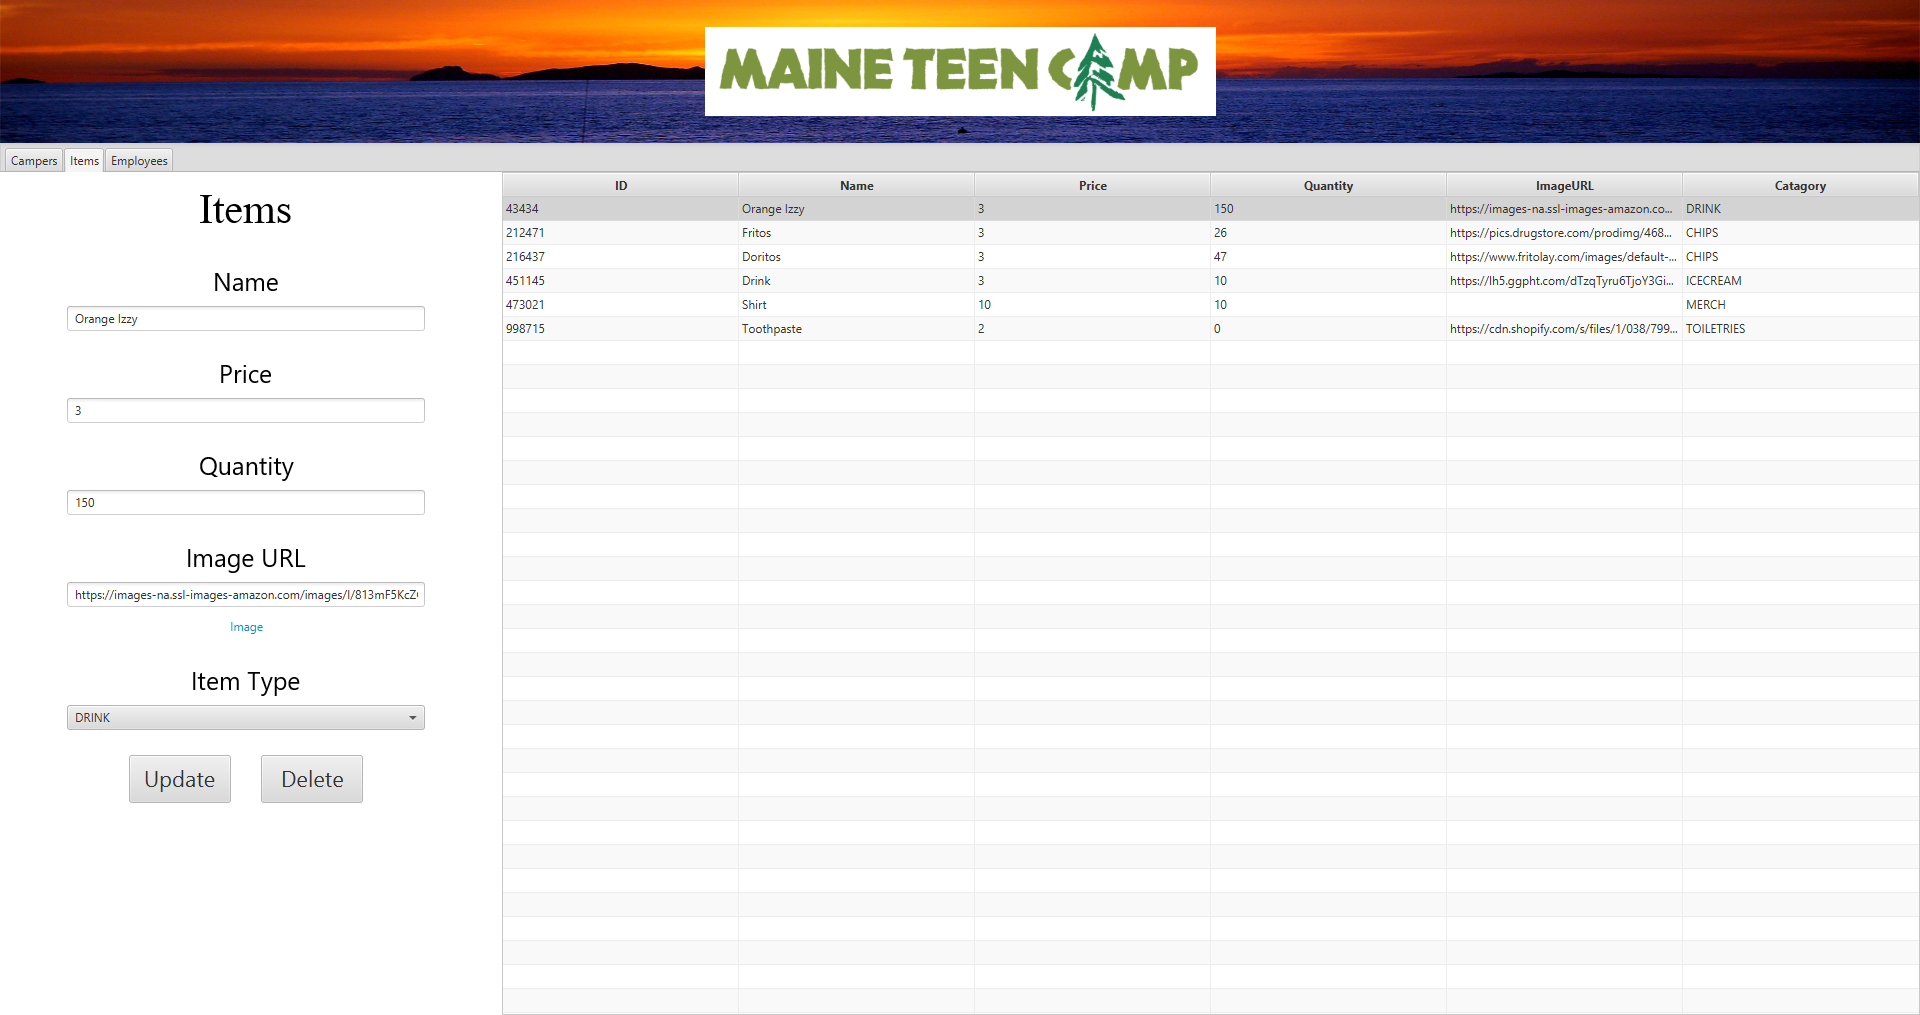 MAINE TEEN CAMP
Campers Items Employees
Items
Name
Orange Izzy
Price
3
Quantity
150
Image URL
https://images-na.ssl-images-amazon.com/images/I/813mF5KcZ
Image
Item Type
DRINK
Update Delete
ID Name Price Quantity ImageURL Catagory
43434 Orange Izzy 3 150 https://images-na.ssl-images-amazon.co... DRINK
212471 Fritos 3 26 https://pics.drugstore.com/prodimg/468... CHIPS
216437 Doritos 3 47 https://www.fritolay.com/images/default-... CHIPS
451145 Drink 3 10 https://lh5.ggpht.com/dTzqTyru6TjoY3Gi... ICECREAM
473021 Shirt 10 10 MERCH
998715 Toothpaste 2 0 https://cdn.shopify.com/s/files/1/038/799... TOILETRIES